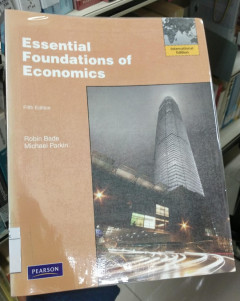 Essential
Foundations of
Economics
International
Edition
Fifth Edition
Robin Bade
Michael Parkin
PEARSON